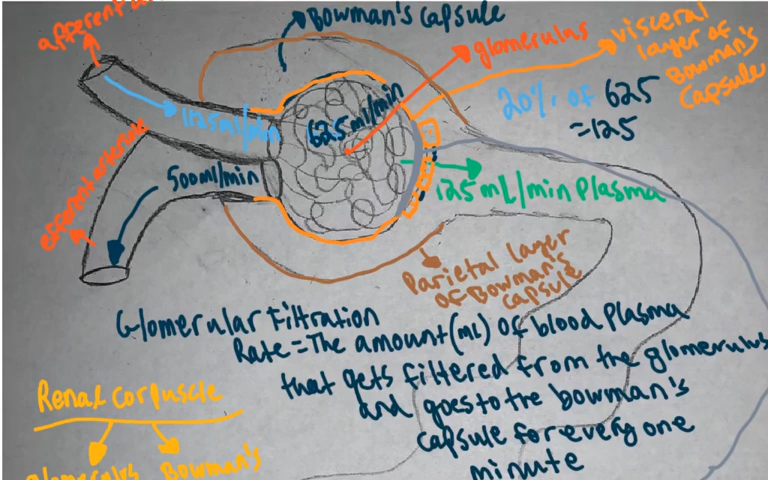 afferent
Bowman's Capsule
glomerulus
visceral
layer of
Bowman's
Capsule
1125ml/min
625ml/min
20% of 625
=125
efferent arteriole
500ml/min
125mL/min Plasma
Parietal layer
of Bowman's
capsule
Glomerular Filtration
Rate=The amount(mL) of blood plasma
that gets filtered from the glomerulus
and goes to the bowman's
capsule for every one
minute
Renal corpuscle
glomerulus Bowman's